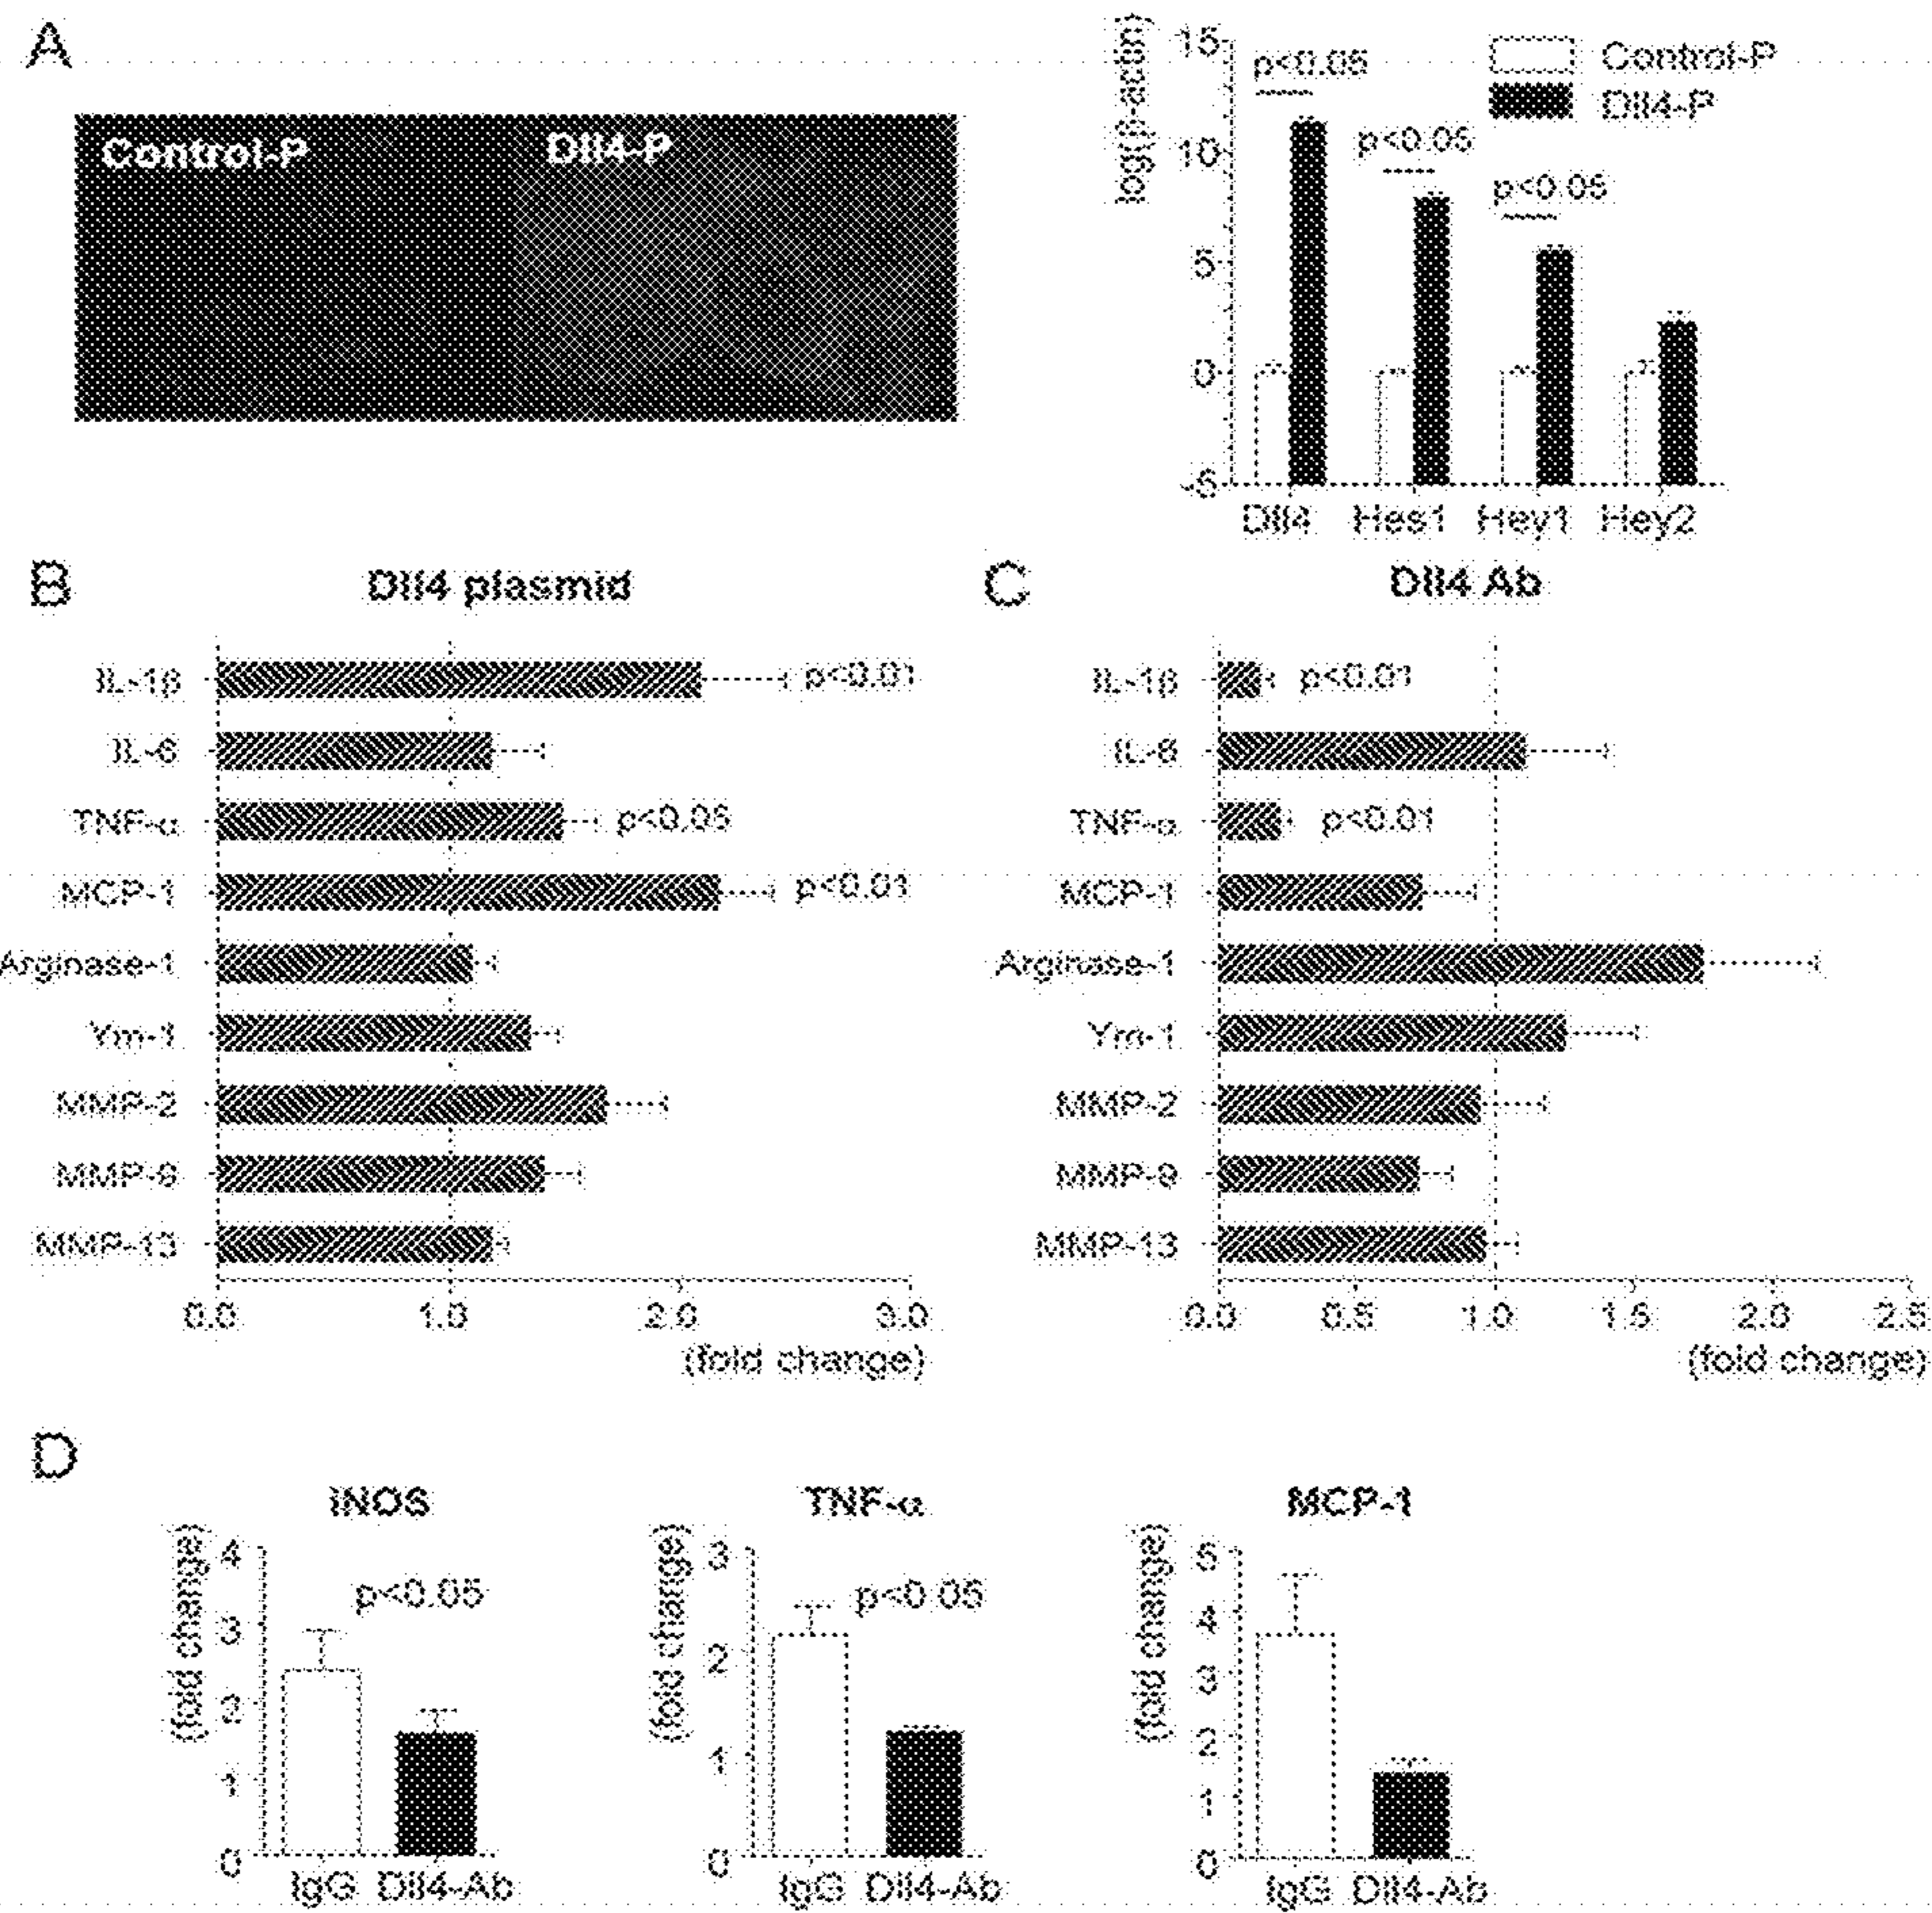 A
Control-P
Dll4-P
log(β-actin)
15
10
5
0
-5
p<0.05
p<0.05
p<0.05
Control-P
Dll4-P
Dll4 Hes1 Hey1 Hey2
B
Dll4 plasmid
IL-1β
p<0.01
IL-6
TNF-α
p<0.05
MCP-1
p<0.01
Arginase-1
Ym-1
MMP-2
MMP-9
MMP-13
0.0 1.0 2.0 3.0
(fold change)
C
Dll4 Ab
IL-1β
p<0.01
IL-6
TNF-α
p<0.01
MCP-1
Arginase-1
Ym-1
MMP-2
MMP-9
MMP-13
0.0 0.5 1.0 1.5 2.0 2.5
(fold change)
D
iNOS
(fold change)
4
3
2
1
0
p<0.05
IgG Dll4-Ab
TNF-α
(fold change)
3
2
1
0
p<0.05
IgG Dll4-Ab
MCP-1
(fold change)
5
4
3
2
1
0
IgG Dll4-Ab